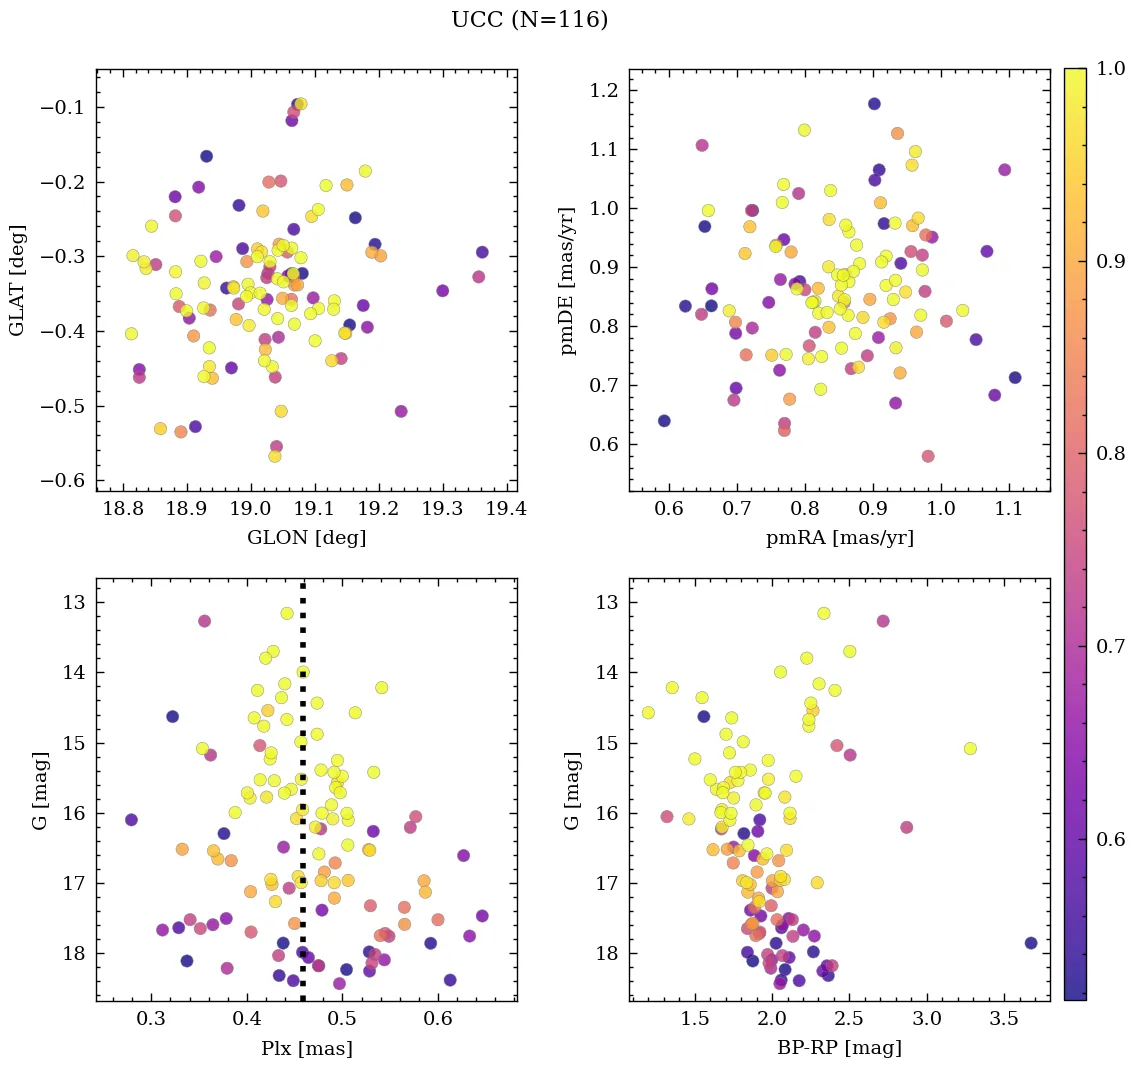 UCC (N=116)
−0.1
−0.2
−0.3
−0.4
−0.5
−0.6
GLAT [deg]
18.8 18.9 19.0 19.1 19.2 19.3 19.4
GLON [deg]
1.2
1.1
1.0
0.9
0.8
0.7
0.6
pmDE [mas/yr]
0.6 0.7 0.8 0.9 1.0 1.1
pmRA [mas/yr]
1.0
0.9
0.8
0.7
0.6
13
14
15
16
17
18
G [mag]
0.3 0.4 0.5 0.6
Plx [mas]
13
14
15
16
17
18
G [mag]
1.5 2.0 2.5 3.0 3.5
BP-RP [mag]